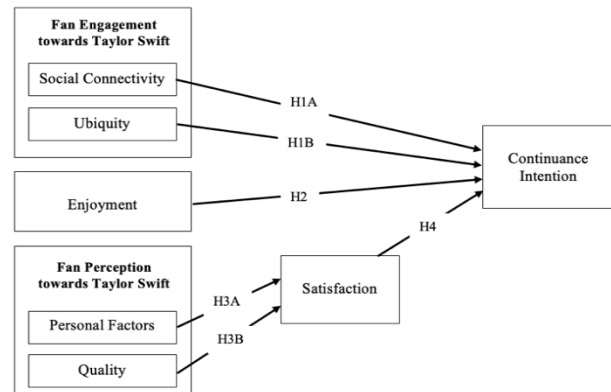 Fan Engagement
towards Taylor Swift
Social Connectivity
Ubiquity
H1A
H1B
Continuance
Intention
Enjoyment
H2
H4
Fan Perception
towards Taylor Swift
Satisfaction
Personal Factors
H3A
Quality
H3B